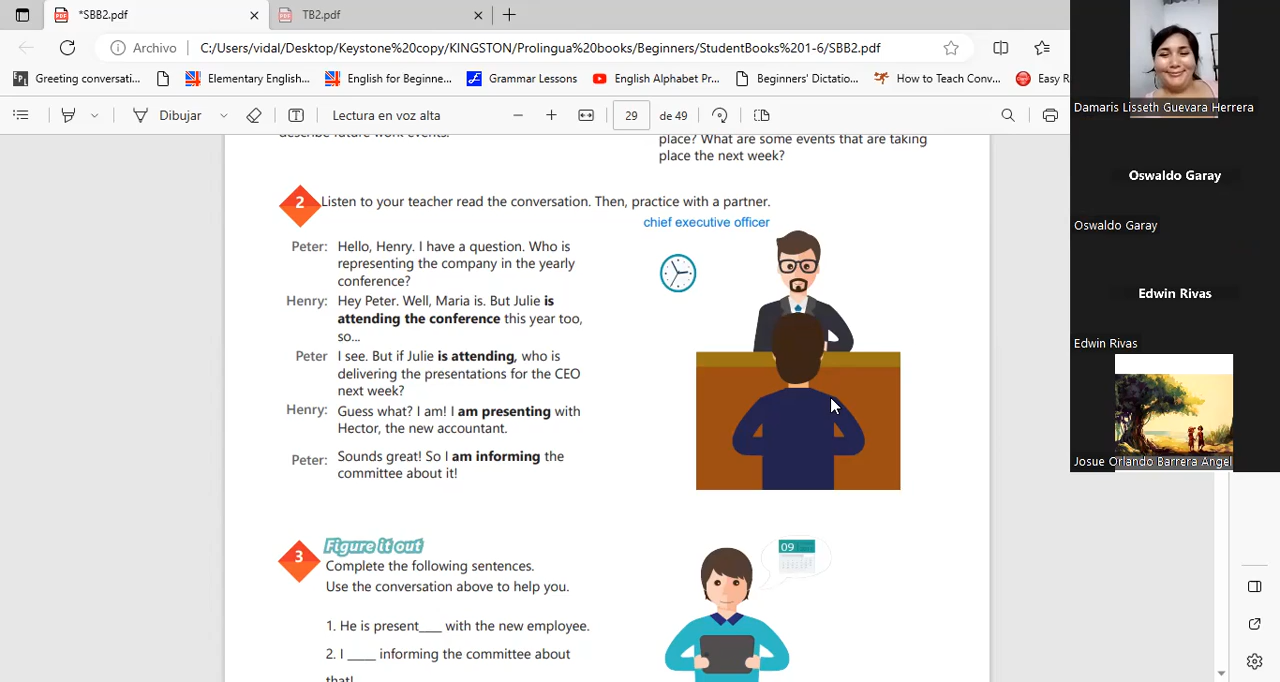 *SBB2.pdf
TB2.pdf
Archivo
C:/Users/vidal/Desktop/Keystone%20copy/KINGSTON/Prolingua%20books/Beginners/StudentBooks%201-6/SBB2.pdf
Greeting conversati...
Elementary English...
English for Beginne...
Grammar Lessons
English Alphabet Pr...
Beginners' Dictatio...
How to Teach Conv...
Easy R
Dibujar
Lectura en voz alta
29
de 49
describe future work events.
place? What are some events that are taking
place the next week?
2
Listen to your teacher read the conversation. Then, practice with a partner.
chief executive officer
Peter: Hello, Henry. I have a question. Who is
representing the company in the yearly
conference?
Henry: Hey Peter. Well, Maria is. But Julie is
attending the conference this year too,
so...
Peter I see. But if Julie is attending, who is
delivering the presentations for the CEO
next week?
Henry: Guess what? I am! I am presenting with
Hector, the new accountant.
Peter: Sounds great! So I am informing the
committee about it!
3
Figure it out
Complete the following sentences.
Use the conversation above to help you.
1. He is present___ with the new employee.
2. I ____ informing the committee about
that!
09
Damaris Lisseth Guevara Herrera
Oswaldo Garay
Oswaldo Garay
Edwin Rivas
Edwin Rivas
Josue Orlando Barrera Angel